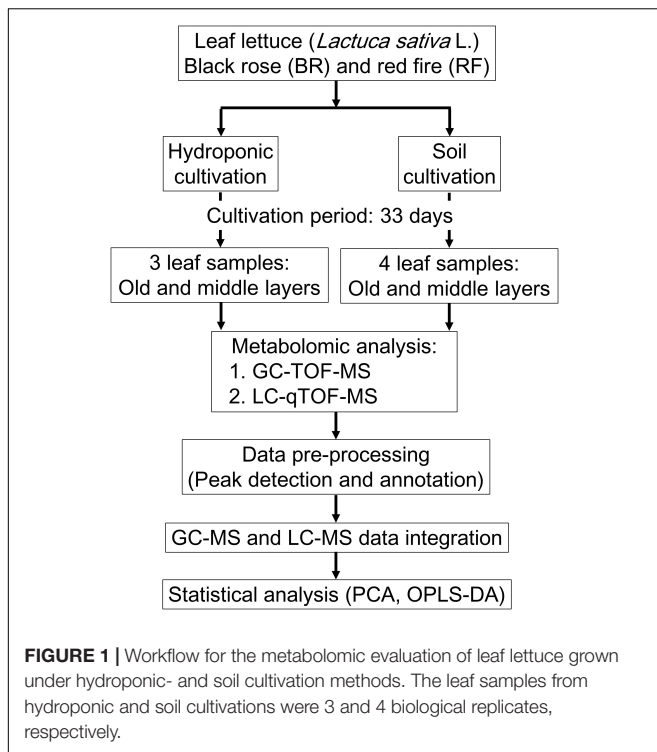 Leaf lettuce (Lactuca sativa L.)
Black rose (BR) and red fire (RF)
Hydroponic
cultivation
Soil
cultivation
Cultivation period: 33 days
3 leaf samples:
Old and middle layers
4 leaf samples:
Old and middle layers
Metabolomic analysis:
1. GC-TOF-MS
2. LC-qTOF-MS
Data pre-processing
(Peak detection and annotation)
GC-MS and LC-MS data integration
Statistical analysis (PCA, OPLS-DA)
FIGURE 1 | Workflow for the metabolomic evaluation of leaf lettuce grown
under hydroponic- and soil cultivation methods. The leaf samples from
hydroponic and soil cultivations were 3 and 4 biological replicates,
respectively.